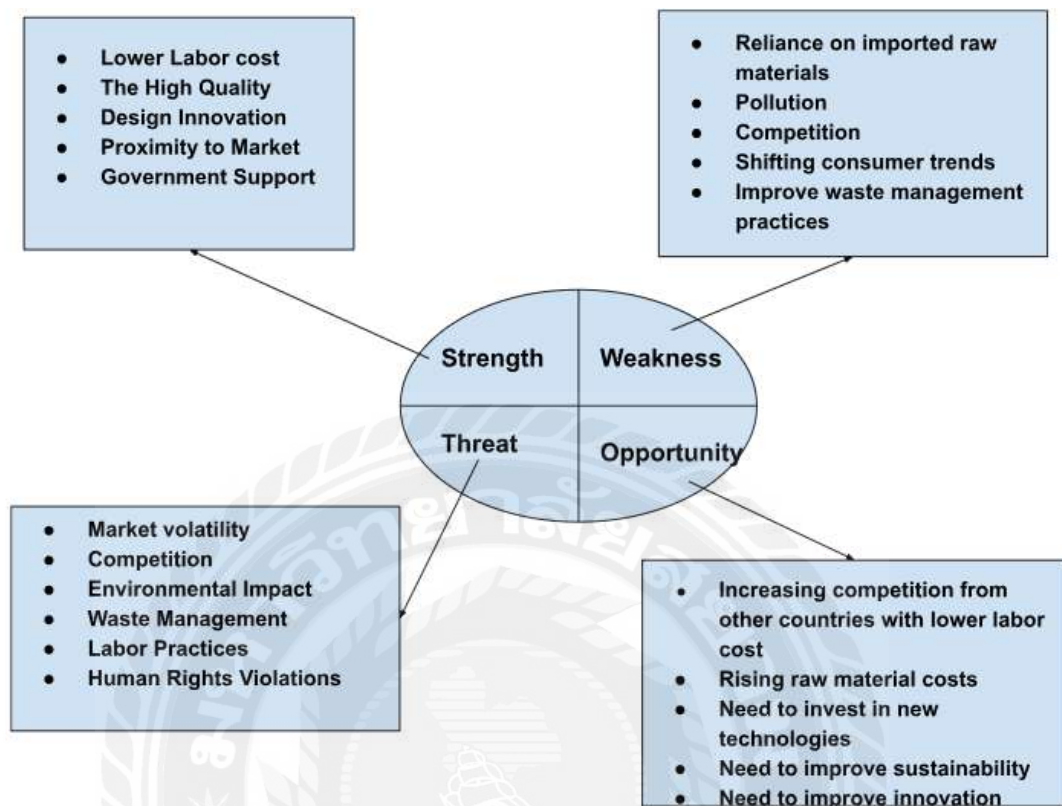 ● Lower Labor cost
● The High Quality
● Design Innovation
● Proximity to Market
● Government Support
● Reliance on imported raw
materials
● Pollution
● Competition
● Shifting consumer trends
● Improve waste management
practices
Strength
Weakness
Threat
Opportunity
● Market volatility
● Competition
● Environmental Impact
● Waste Management
● Labor Practices
● Human Rights Violations
● Increasing competition from
other countries with lower labor
cost
● Rising raw material costs
● Need to invest in new
technologies
● Need to improve sustainability
● Need to improve innovation